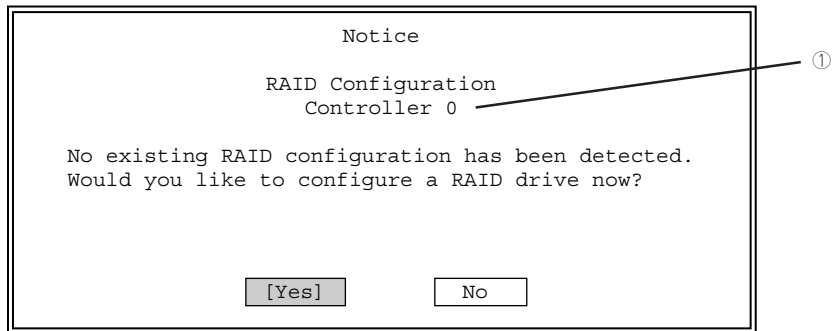 Notice
①
RAID Configuration
Controller 0
No existing RAID configuration has been detected.
Would you like to configure a RAID drive now?
[Yes] No